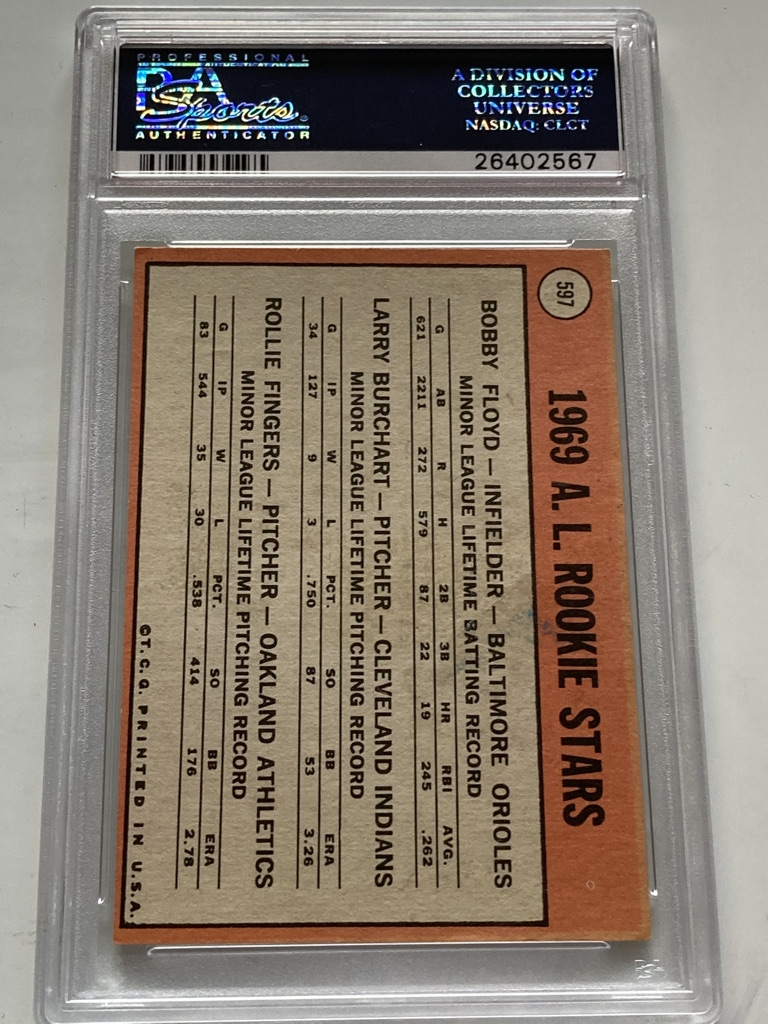 PROFESSIONAL
PSA
Sports
AUTHENTICATOR
A DIVISION OF
COLLECTORS
UNIVERSE
NASDAQ: CLCT
26402567
597
1969 A. L. ROOKIE STARS
BOBBY FLOYD — INFIELDER — BALTIMORE ORIOLES
MINOR LEAGUE LIFETIME BATTING RECORD
G AB R H 2B 3B HR RBI AVG.
621 2211 272 579 87 22 19 245 .262
LARRY BURCHART — PITCHER — CLEVELAND INDIANS
MINOR LEAGUE LIFETIME PITCHING RECORD
G IP W L PCT. SO BB ERA
34 127 9 3 .750 87 53 3.26
ROLLIE FINGERS — PITCHER — OAKLAND ATHLETICS
MINOR LEAGUE LIFETIME PITCHING RECORD
G IP W L PCT. SO BB ERA
83 544 35 30 .538 414 176 2.78
©T.C.G. PRINTED IN U.S.A.